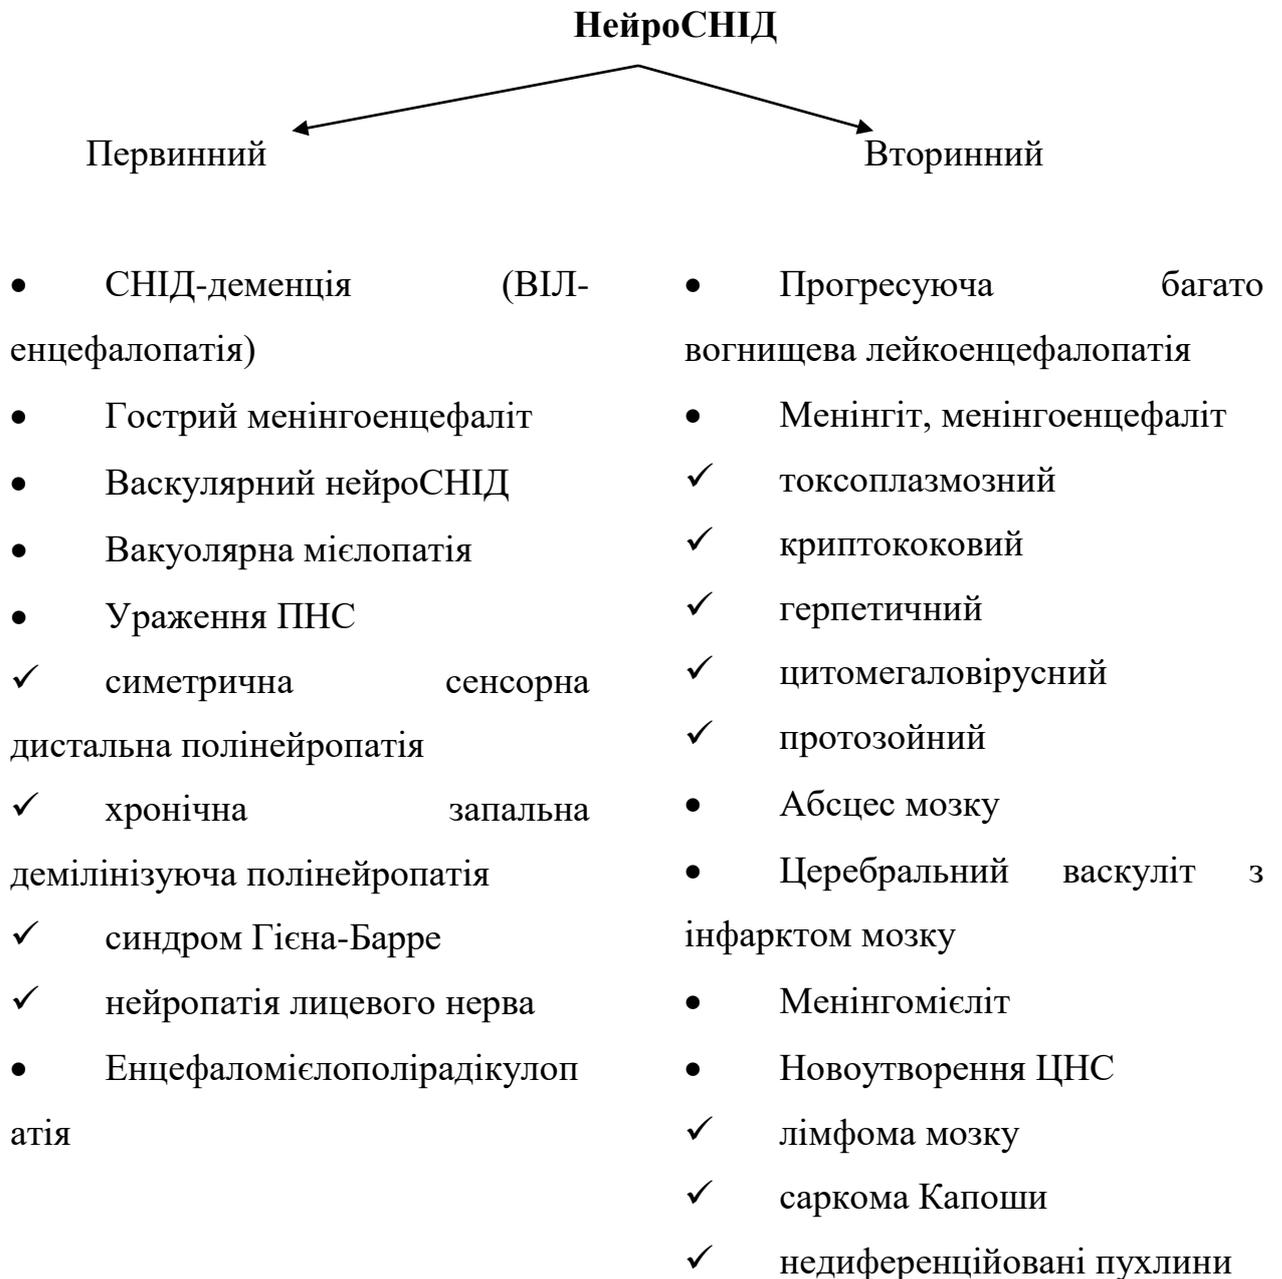 НейроСНІД
Первинний
Вторинний
• СНІД-деменція (ВІЛ-
енцефалопатія)
• Гострий менінгоенцефаліт
• Васкулярний нейроСНІД
• Вакуолярна мієлопатія
• Ураження ПНС
✓ симетрична сенсорна
дистальна полінейропатія
✓ хронічна запальна
демілінізуюча полінейропатія
✓ синдром Гієна-Барре
✓ нейропатія лицевого нерва
• Енцефаломієлополірадікулоп
атія
• Прогресуюча багато
вогнищева лейкоенцефалопатія
• Менінгіт, менінгоенцефаліт
✓ токсоплазмозний
✓ криптококовий
✓ герпетичний
✓ цитомегаловірусний
✓ протозойний
• Абсцес мозку
• Церебральний васкуліт з
інфарктом мозку
• Менінгомієліт
• Новоутворення ЦНС
✓ лімфома мозку
✓ саркома Капоши
✓ недиференційовані пухлини